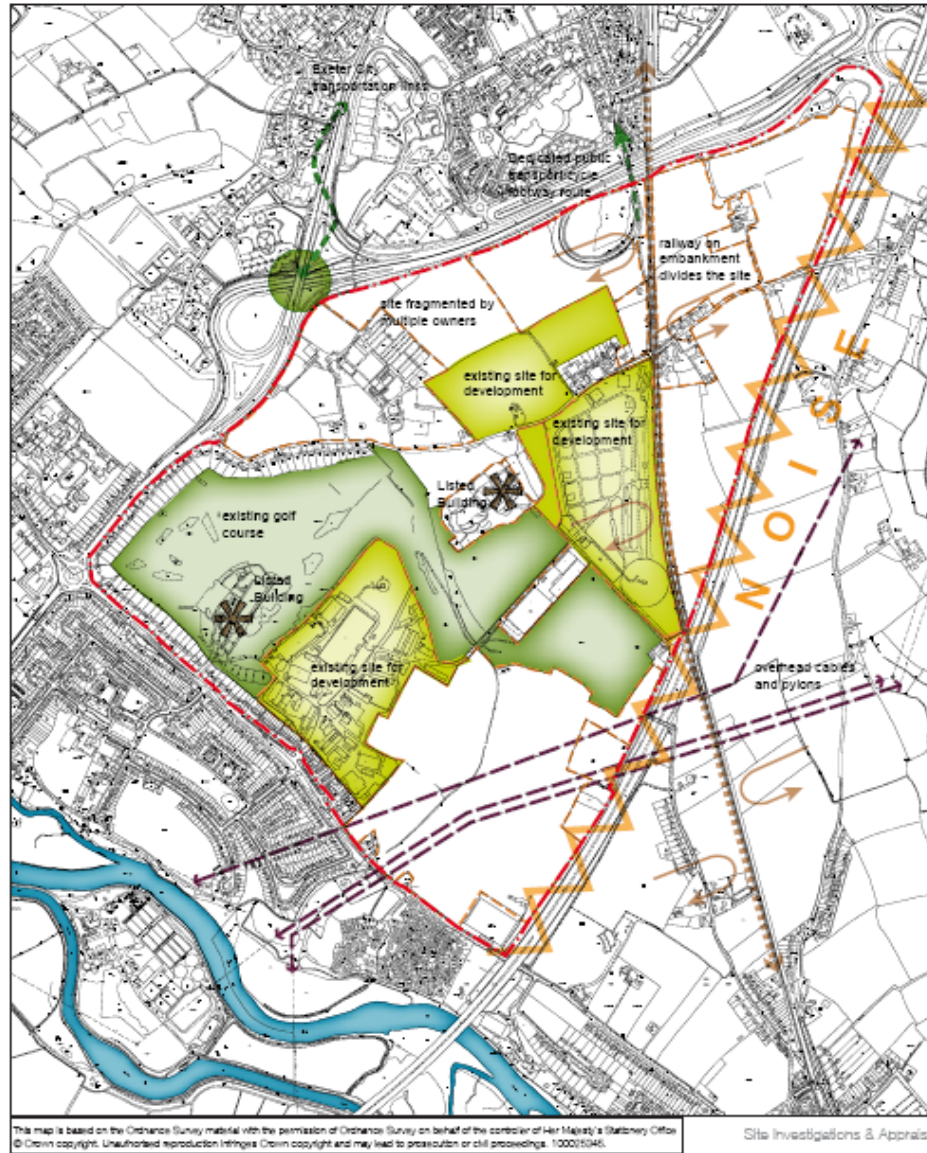 Exeter City
transportation links
Dedicated public
transport cycle
footway route
railway on
embankment
divides the site
site fragmented by
multiple owners
existing site for
development
existing site for
development
Listed
Building
existing golf
course
Listed
Building
existing site for
development
NOISE
overhead cables
and pylons
This map is based on the Ordnance Survey material with the permission of Ordnance Survey on behalf of the controller of Her Majesty's Stationery Office
© Crown copyright. Unauthorised reproduction infringes Crown copyright and may lead to prosecution or civil proceedings. 100025345.
Site Investigations & Apprais